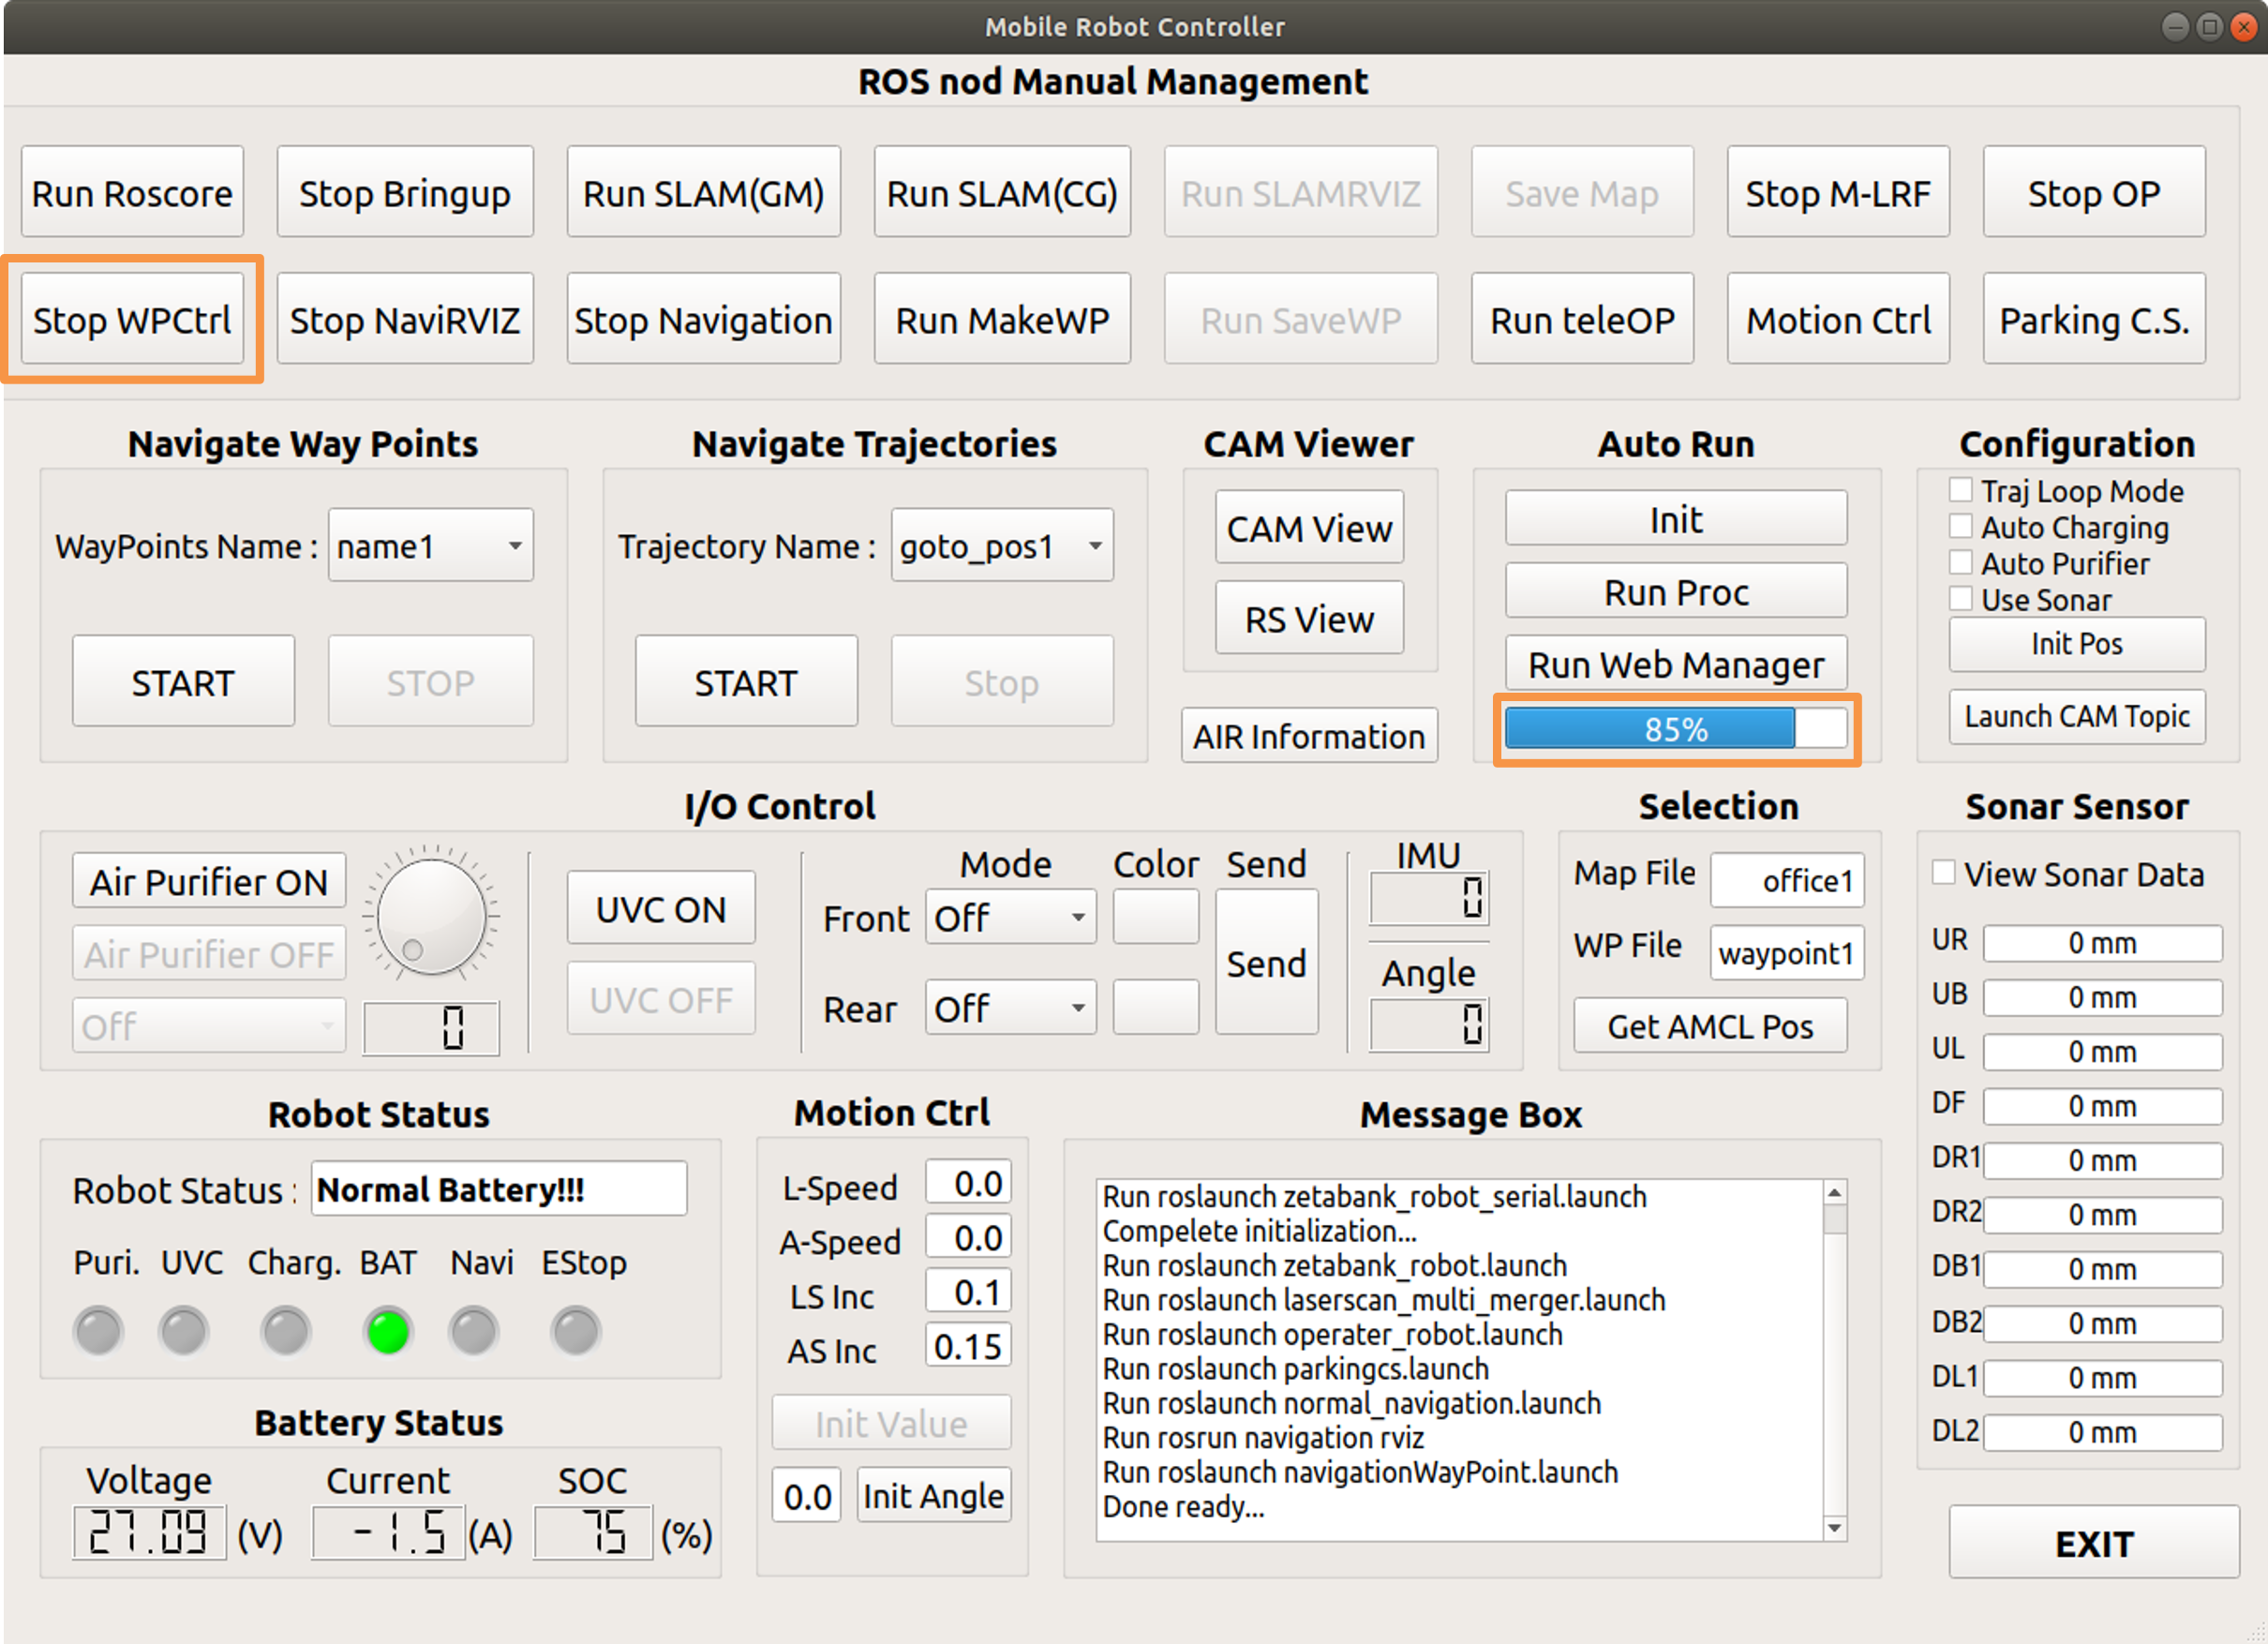 Mobile Robot Controller
ROS nod Manual Management
Run Roscore Stop Bringup Run SLAM(GM) Run SLAM(CG) Run SLAMRVIZ Save Map Stop M-LRF Stop OP
Stop WPCtrl Stop NaviRVIZ Stop Navigation Run MakeWP Run SaveWP Run teleOP Motion Ctrl Parking C.S.
Navigate Way Points
WayPoints Name : name1
START STOP
Navigate Trajectories
Trajectory Name : goto_pos1
START Stop
CAM Viewer
CAM View
RS View
AIR Information
Auto Run
Init
Run Proc
Run Web Manager
85%
Configuration
Traj Loop Mode
Auto Charging
Auto Purifier
Use Sonar
Init Pos
Launch CAM Topic
I/O Control
Air Purifier ON
Air Purifier OFF
Off
0
UVC ON
UVC OFF
Mode Color Send
Front Off
Send
Rear Off
IMU
0
Angle
0
Selection
Map File office1
WP File waypoint1
Get AMCL Pos
Sonar Sensor
View Sonar Data
UR 0 mm
UB 0 mm
UL 0 mm
DF 0 mm
DR1 0 mm
DR2 0 mm
DB1 0 mm
DB2 0 mm
DL1 0 mm
DL2 0 mm
Robot Status
Robot Status : Normal Battery!!!
Puri. UVC Charg. BAT Navi EStop
Battery Status
Voltage Current SOC
27.09 (V) -1.5 (A) 75 (%)
Motion Ctrl
L-Speed 0.0
A-Speed 0.0
LS Inc 0.1
AS Inc 0.15
Init Value
0.0 Init Angle
Message Box
Run roslaunch zetabank_robot_serial.launch
Compelete initialization...
Run roslaunch zetabank_robot.launch
Run roslaunch laserscan_multi_merger.launch
Run roslaunch operater_robot.launch
Run roslaunch parkingcs.launch
Run roslaunch normal_navigation.launch
Run rosrun navigation rviz
Run roslaunch navigationWayPoint.launch
Done ready...
EXIT